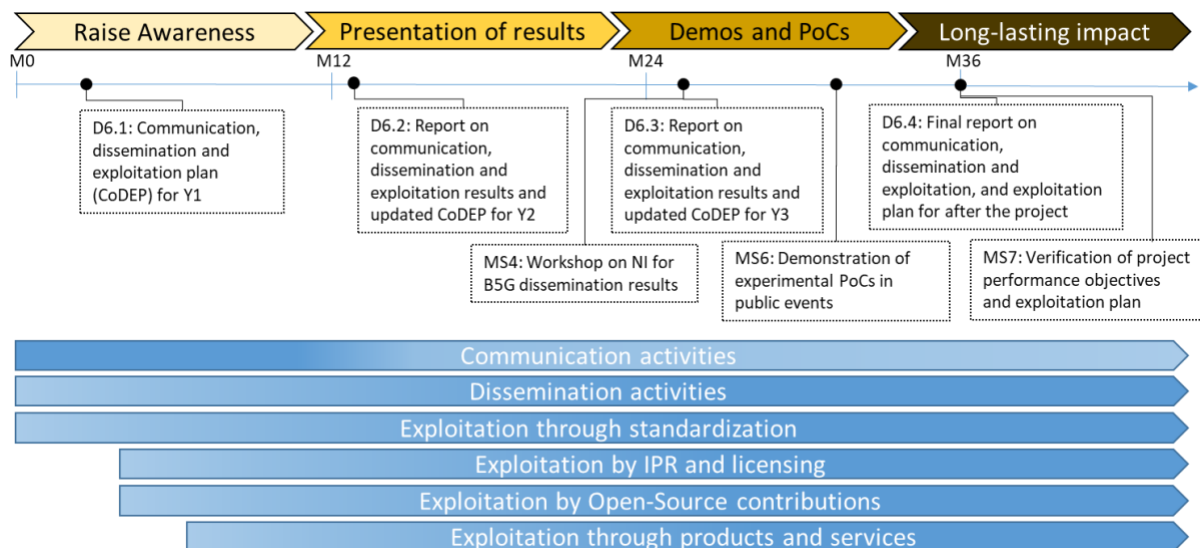 Raise Awareness
Presentation of results
Demos and PoCs
Long-lasting impact
M0
M12
M24
M36
D6.1: Communication,
dissemination and
exploitation plan
(CoDEP) for Y1
D6.2: Report on
communication,
dissemination and
exploitation results and
updated CoDEP for Y2
D6.3: Report on
communication,
dissemination and
exploitation results and
updated CoDEP for Y3
D6.4: Final report on
communication,
dissemination and
exploitation, and exploitation
plan for after the project
MS4: Workshop on NI for
B5G dissemination results
MS6: Demonstration of
experimental PoCs in
public events
MS7: Verification of project
performance objectives
and exploitation plan
Communication activities
Dissemination activities
Exploitation through standardization
Exploitation by IPR and licensing
Exploitation by Open-Source contributions
Exploitation through products and services